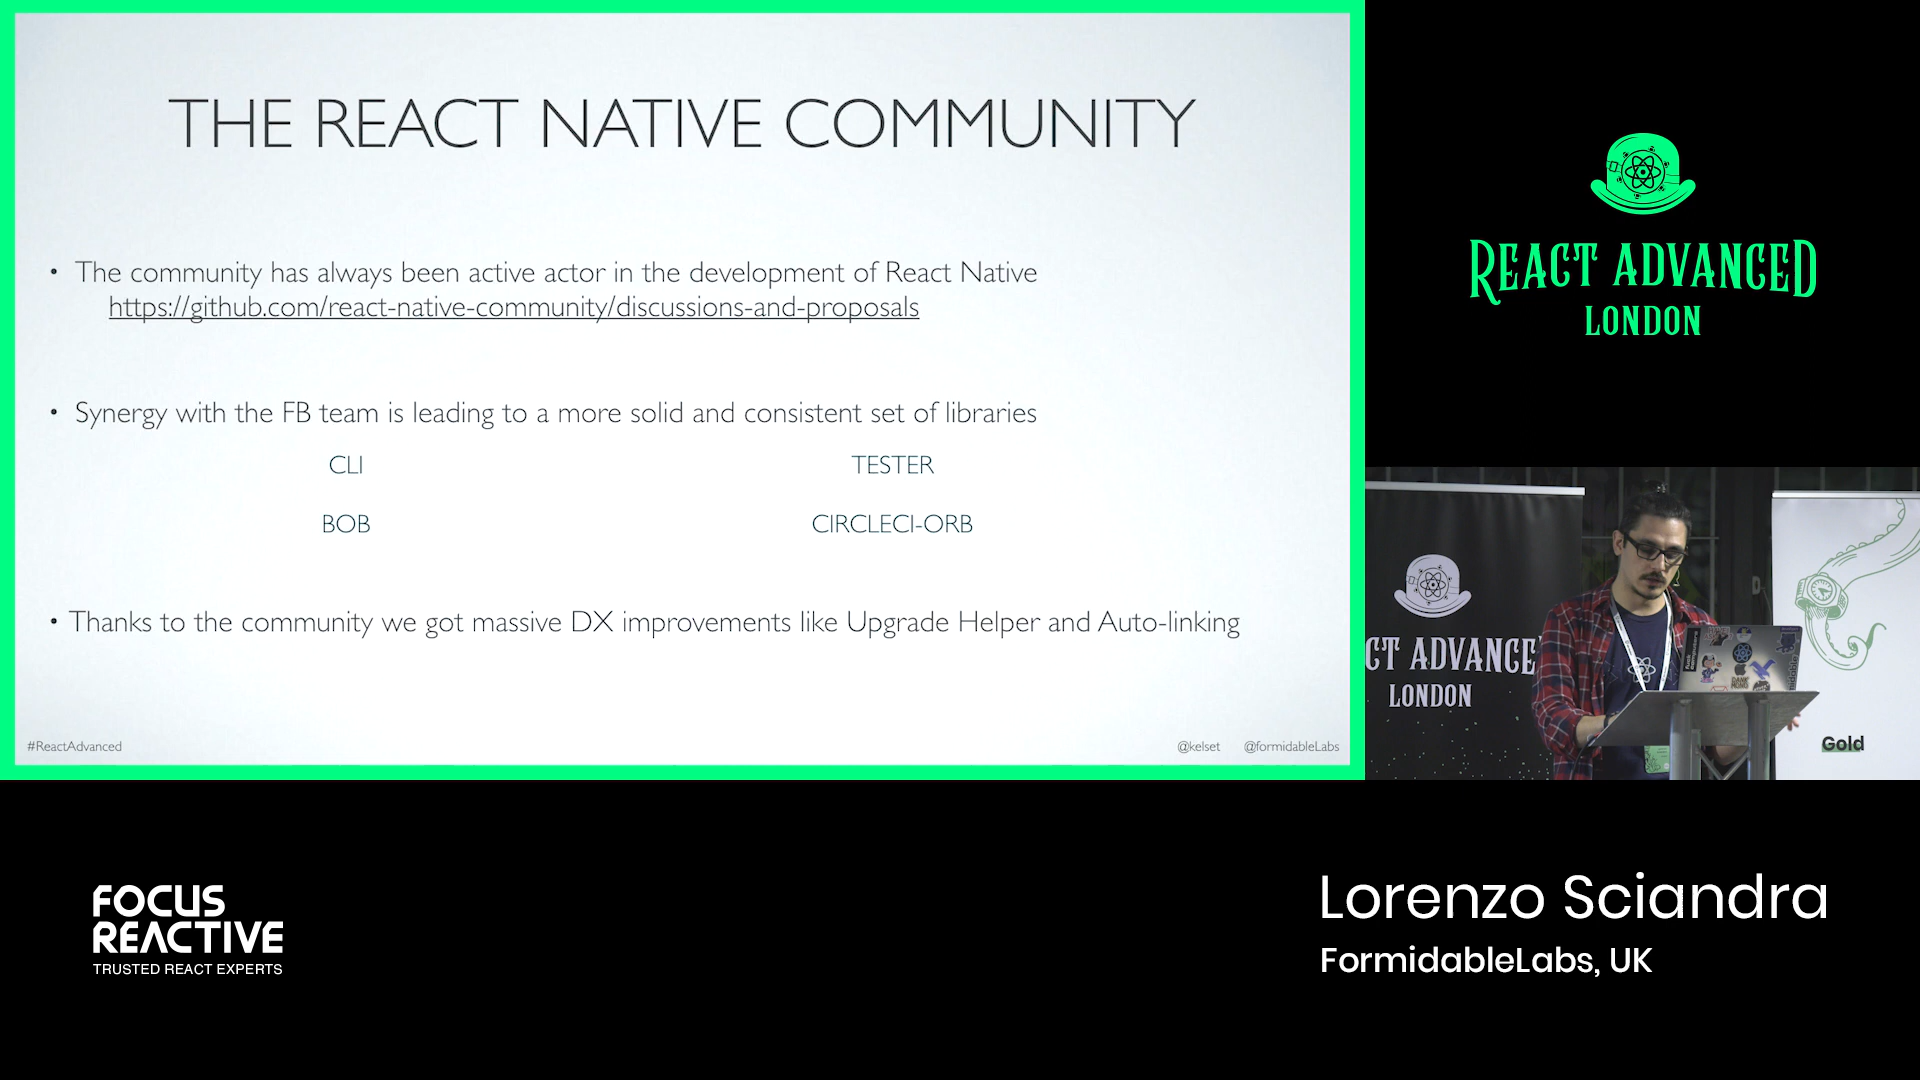 THE REACT NATIVE COMMUNITY
• The community has always been active actor in the development of React Native
https://github.com/react-native-community/discussions-and-proposals
• Synergy with the FB team is leading to a more solid and consistent set of libraries
CLI TESTER
BOB CIRCLECI-ORB
• Thanks to the community we got massive DX improvements like Upgrade Helper and Auto-linking
#ReactAdvanced @kelset @formidableLabs
REACT ADVANCED
LONDON
CT ADVANCE
LONDON
Gold
FOCUS
REACTIVE
TRUSTED REACT EXPERTS
Lorenzo Sciandra
FormidableLabs, UK